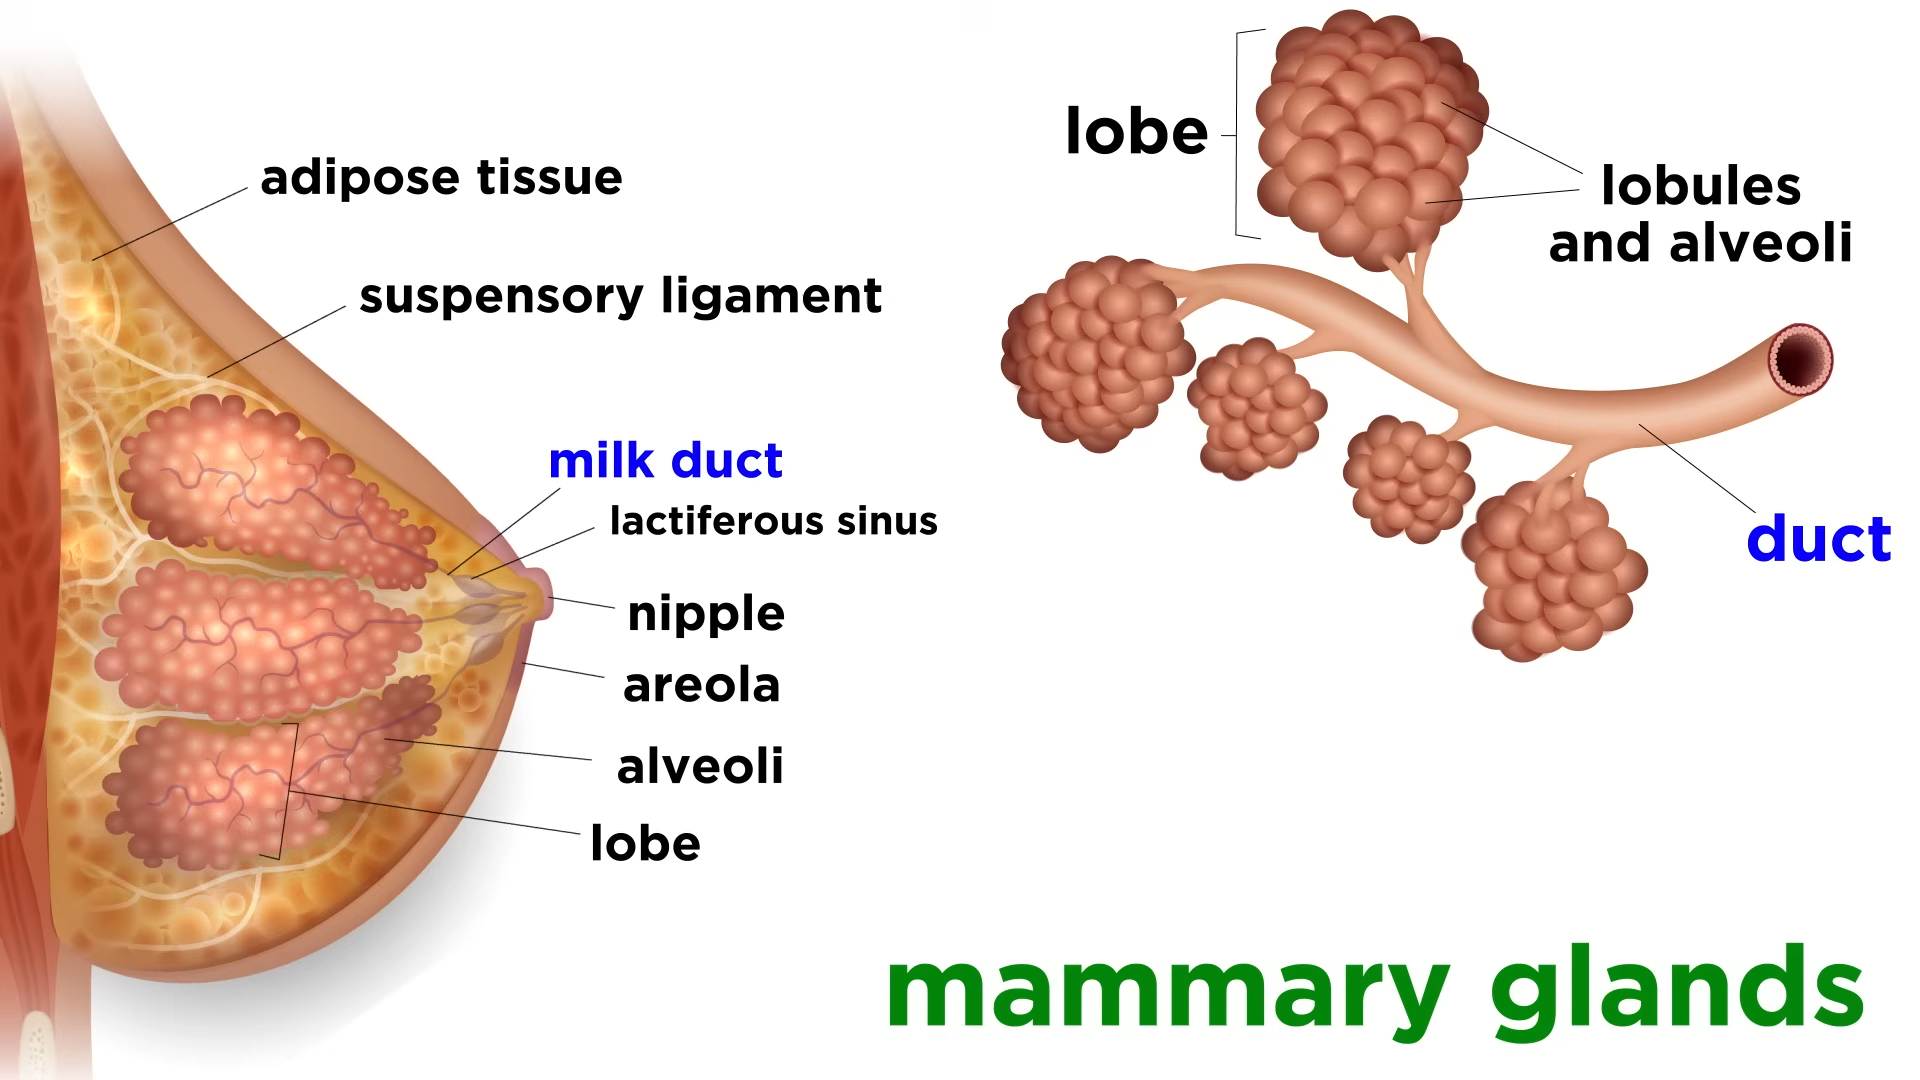 adipose tissue
suspensory ligament
milk duct
lactiferous sinus
nipple
areola
alveoli
lobe
lobe
lobules
and alveoli
duct
mammary glands